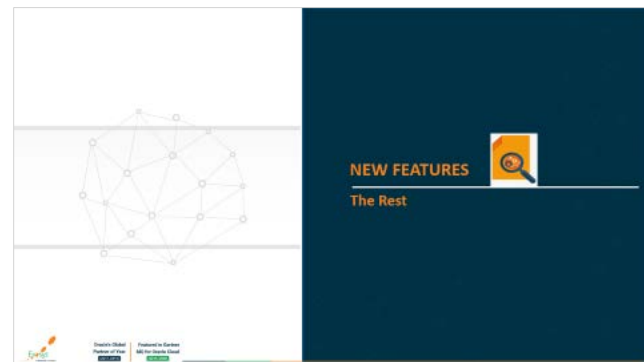 NEW FEATURES
The Rest
Oracle's Global
Partner of Year
Featured in Gartner
MQ for Oracle Cloud